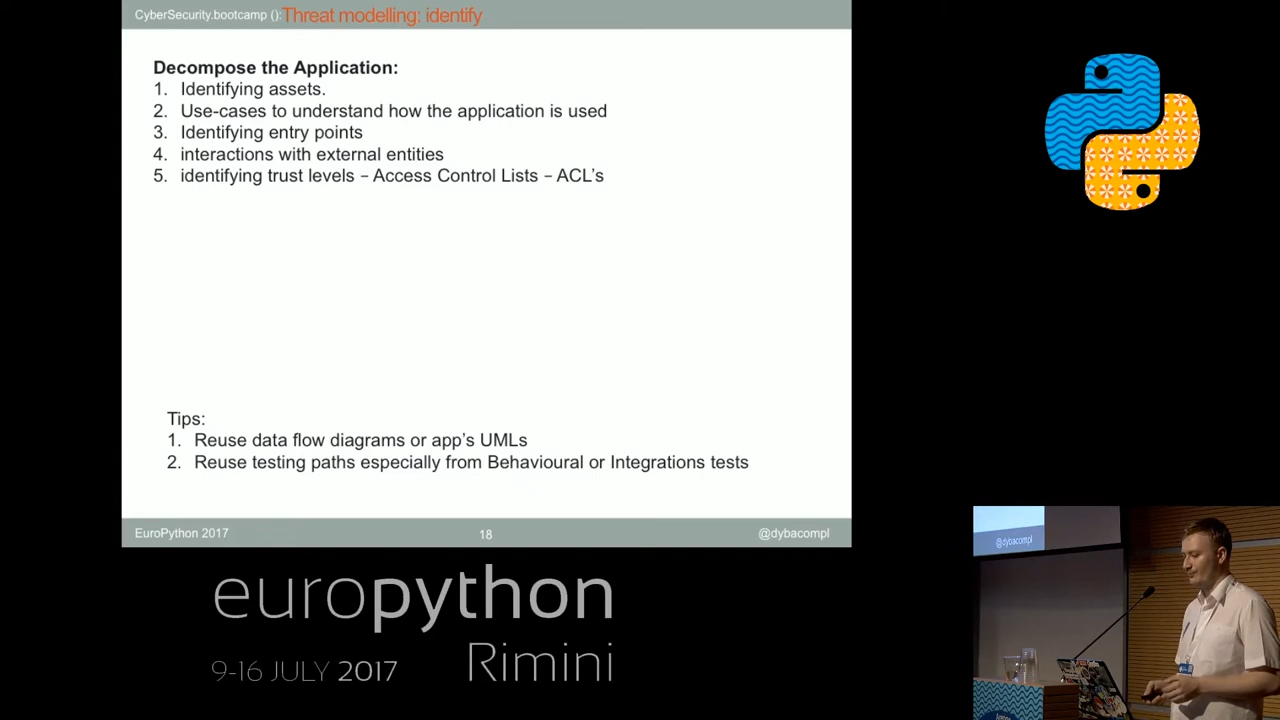 CyberSecurity.bootcamp ():Threat modelling: identify
Decompose the Application:
1. Identifying assets.
2. Use-cases to understand how the application is used
3. Identifying entry points
4. interactions with external entities
5. identifying trust levels – Access Control Lists – ACL's
Tips:
1. Reuse data flow diagrams or app's UMLs
2. Reuse testing paths especially from Behavioural or Integrations tests
EuroPython 2017
18
@dybacompl
europython
9-16 JULY 2017
Rimini
@dybacompl